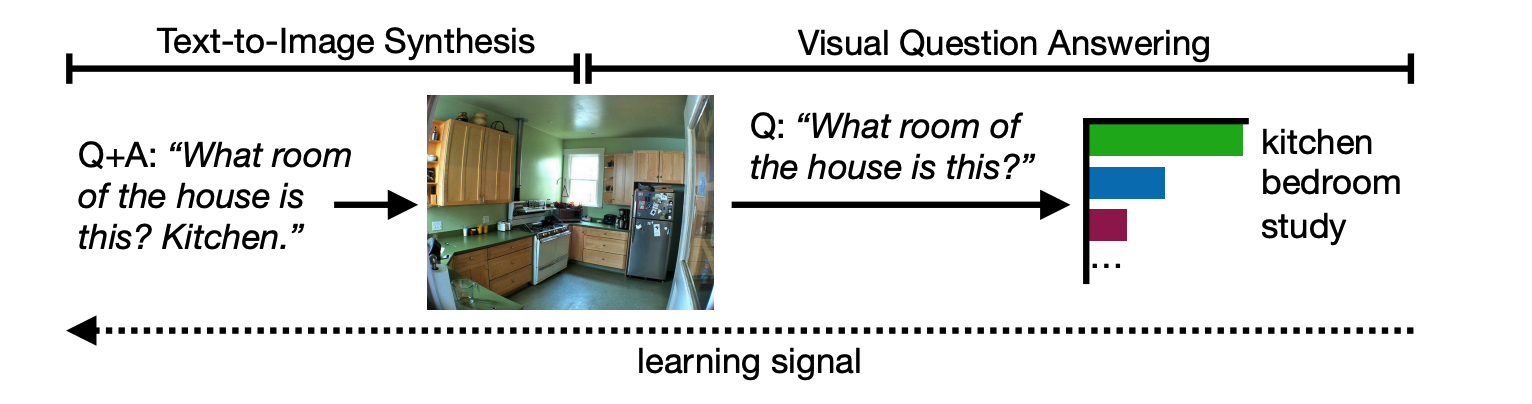 Text-to-Image Synthesis
Visual Question Answering
Q+A: “What room
of the house is
this? Kitchen.”
Q: “What room of
the house is this?”
kitchen
bedroom
study
...
learning signal